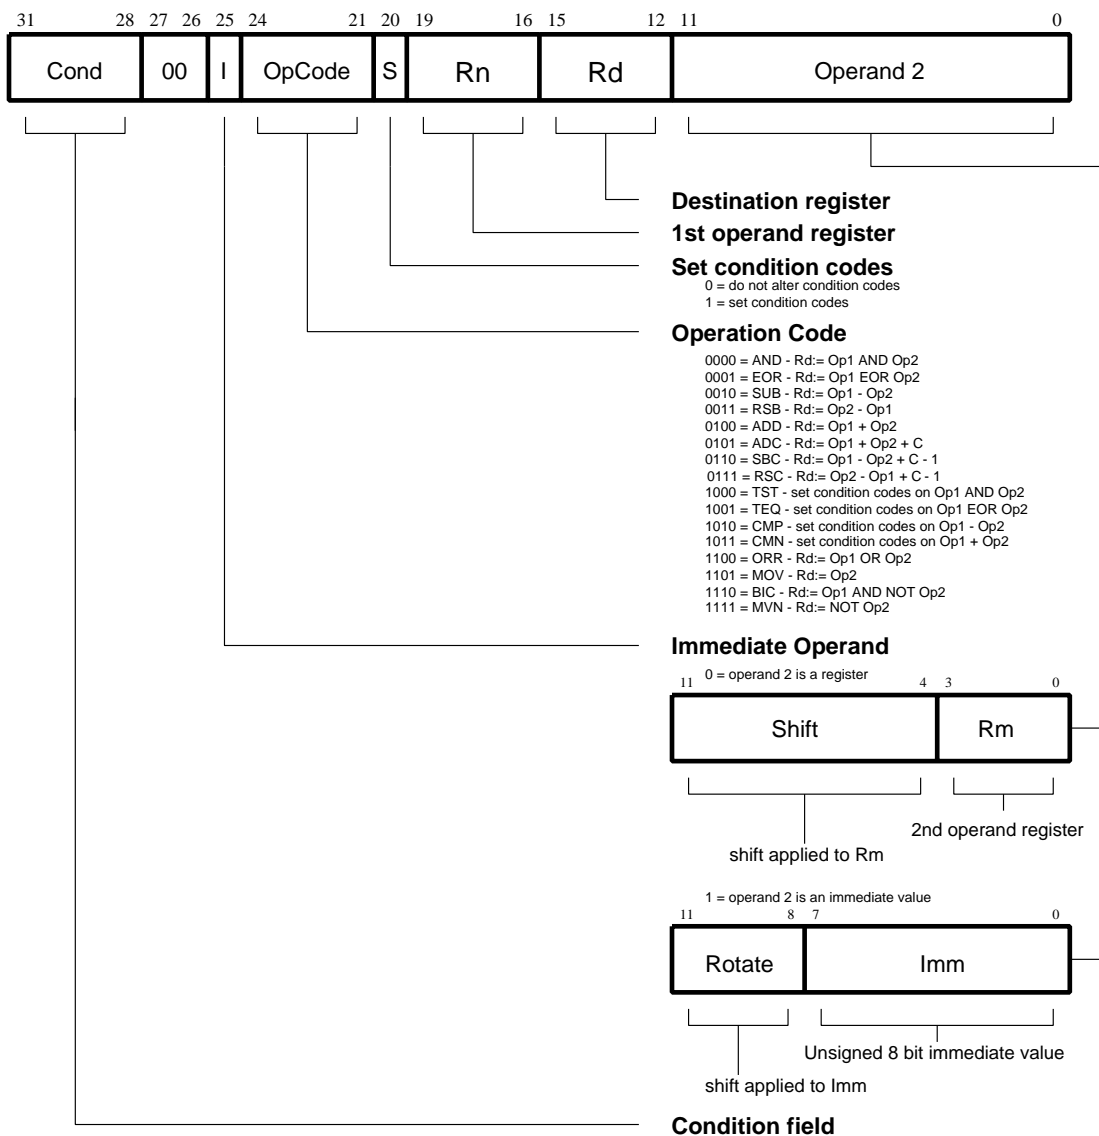 31 28 27 26 25 24 21 20 19 16 15 12 11 0
Cond 00 I OpCode S Rn Rd Operand 2
Destination register
1st operand register
Set condition codes
0 = do not alter condition codes
1 = set condition codes
Operation Code
0000 = AND - Rd:= Op1 AND Op2
0001 = EOR - Rd:= Op1 EOR Op2
0010 = SUB - Rd:= Op1 - Op2
0011 = RSB - Rd:= Op2 - Op1
0100 = ADD - Rd:= Op1 + Op2
0101 = ADC - Rd:= Op1 + Op2 + C
0110 = SBC - Rd:= Op1 - Op2 + C - 1
0111 = RSC - Rd:= Op2 - Op1 + C - 1
1000 = TST - set condition codes on Op1 AND Op2
1001 = TEQ - set condition codes on Op1 EOR Op2
1010 = CMP - set condition codes on Op1 - Op2
1011 = CMN - set condition codes on Op1 + Op2
1100 = ORR - Rd:= Op1 OR Op2
1101 = MOV - Rd:= Op2
1110 = BIC - Rd:= Op1 AND NOT Op2
1111 = MVN - Rd:= NOT Op2
Immediate Operand
0 = operand 2 is a register
11 4 3 0
Shift Rm
2nd operand register
shift applied to Rm
1 = operand 2 is an immediate value
11 8 7 0
Rotate Imm
Unsigned 8 bit immediate value
shift applied to Imm
Condition field